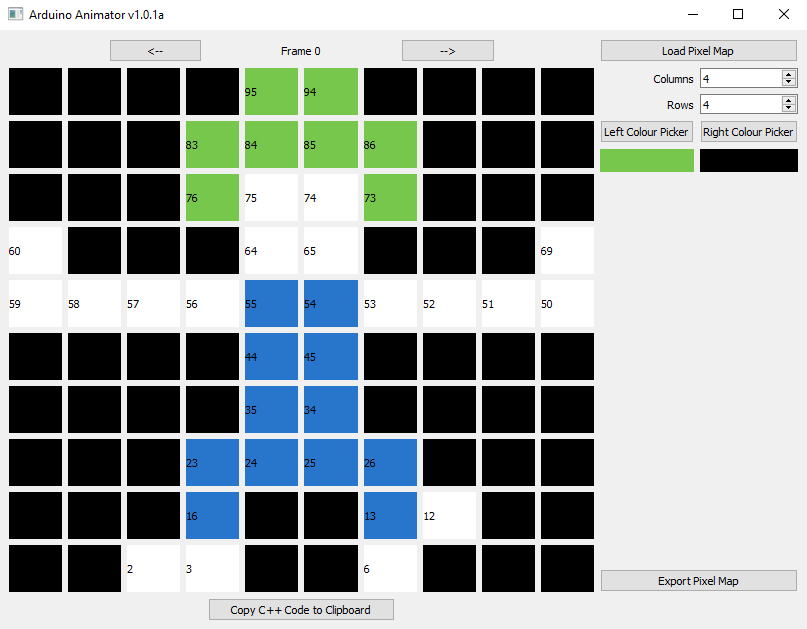 Arduino Animator v1.0.1a
<-- Frame 0 --> Load Pixel Map
95 94 Columns 4
Rows 4
83 84 85 86 Left Colour Picker Right Colour Picker
76 75 74 73
60 64 65 69
59 58 57 56 55 54 53 52 51 50
44 45
35 34
23 24 25 26
16 13 12
2 3 6 Export Pixel Map
Copy C++ Code to Clipboard